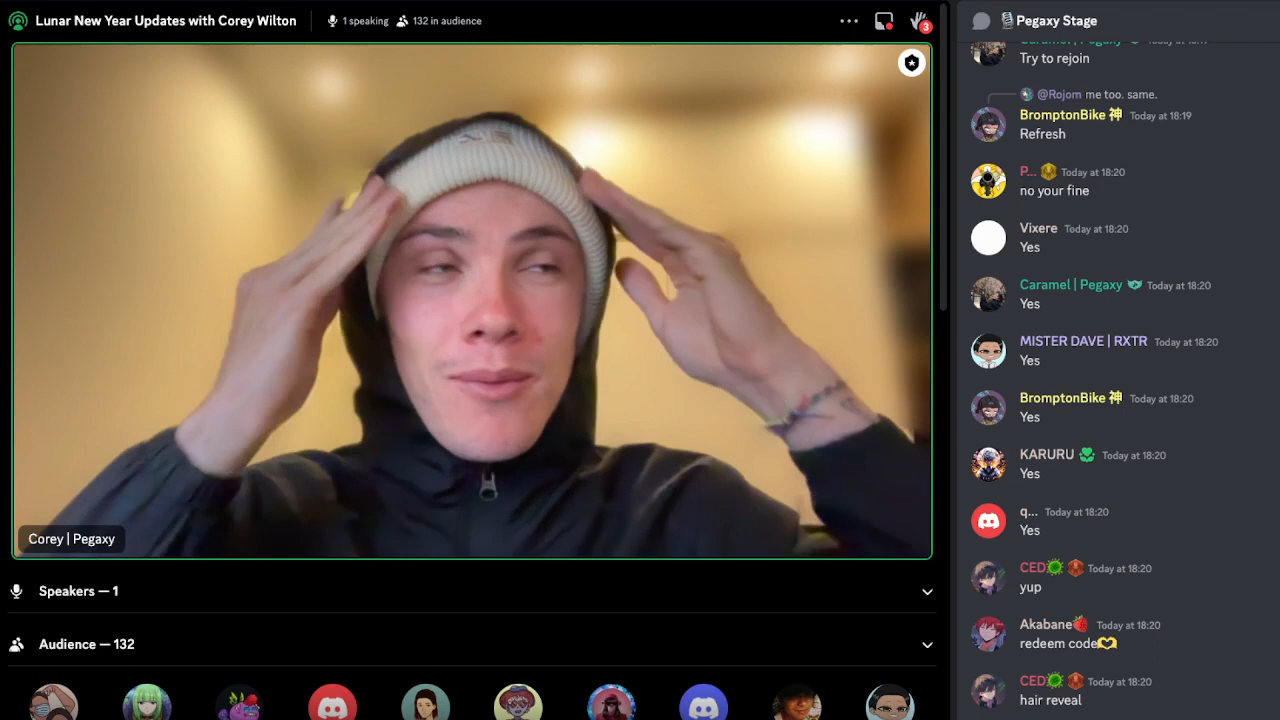 Lunar New Year Updates with Corey Wilton
1 speaking
132 in audience
3
Corey | Pegaxy
Speakers — 1
Audience — 132
Pegaxy Stage
Try to rejoin
@Rojom me too. same.
BromptonBike 神 Today at 18:19
Refresh
P... Today at 18:20
no your fine
Vixere Today at 18:20
Yes
Caramel | Pegaxy Today at 18:20
Yes
MISTER DAVE | RXTR Today at 18:20
Yes
BromptonBike 神 Today at 18:20
Yes
KARURU Today at 18:20
Yes
q... Today at 18:20
Yes
CED Today at 18:20
yup
Akabane Today at 18:20
redeem code
CED Today at 18:20
hair reveal